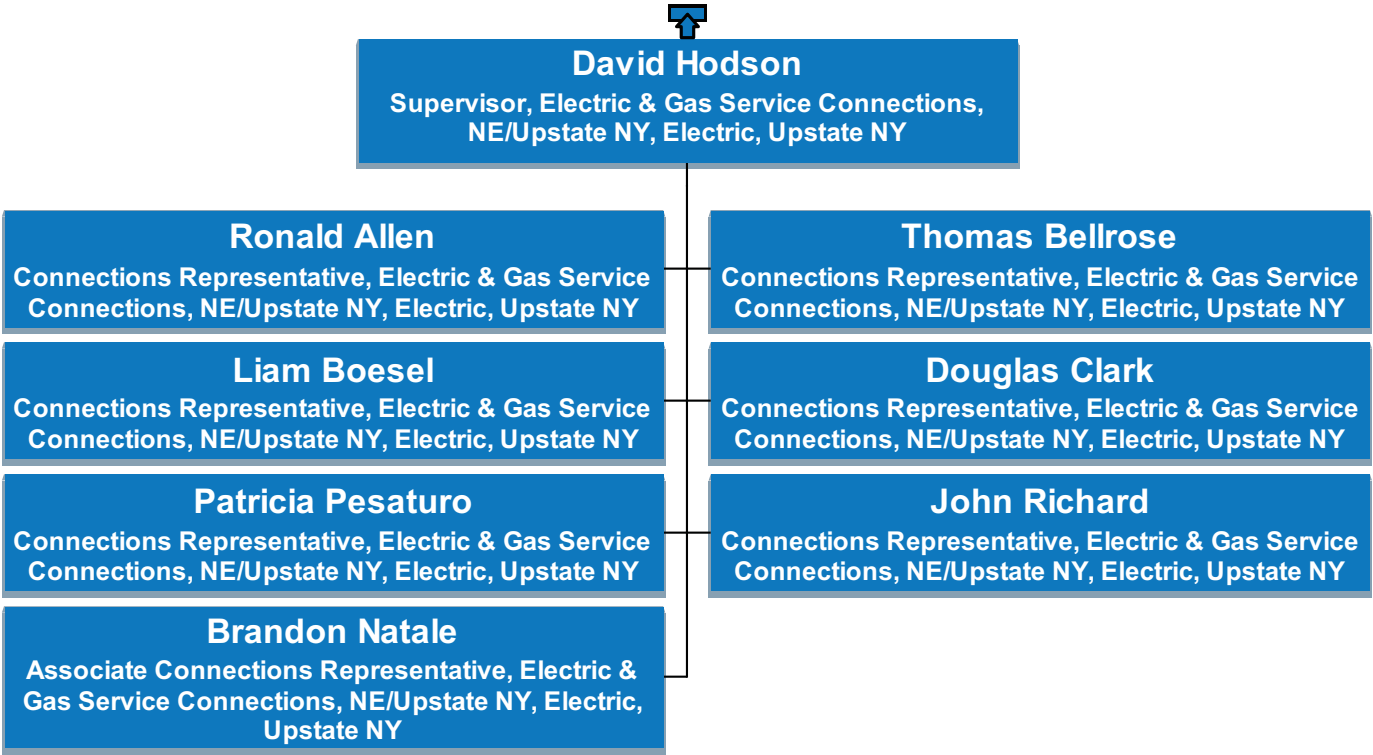 David Hodson
Supervisor, Electric & Gas Service Connections,
NE/Upstate NY, Electric, Upstate NY
Ronald Allen
Connections Representative, Electric & Gas Service
Connections, NE/Upstate NY, Electric, Upstate NY
Thomas Bellrose
Connections Representative, Electric & Gas Service
Connections, NE/Upstate NY, Electric, Upstate NY
Liam Boesel
Connections Representative, Electric & Gas Service
Connections, NE/Upstate NY, Electric, Upstate NY
Douglas Clark
Connections Representative, Electric & Gas Service
Connections, NE/Upstate NY, Electric, Upstate NY
Patricia Pesaturo
Connections Representative, Electric & Gas Service
Connections, NE/Upstate NY, Electric, Upstate NY
John Richard
Connections Representative, Electric & Gas Service
Connections, NE/Upstate NY, Electric, Upstate NY
Brandon Natale
Associate Connections Representative, Electric &
Gas Service Connections, NE/Upstate NY, Electric,
Upstate NY